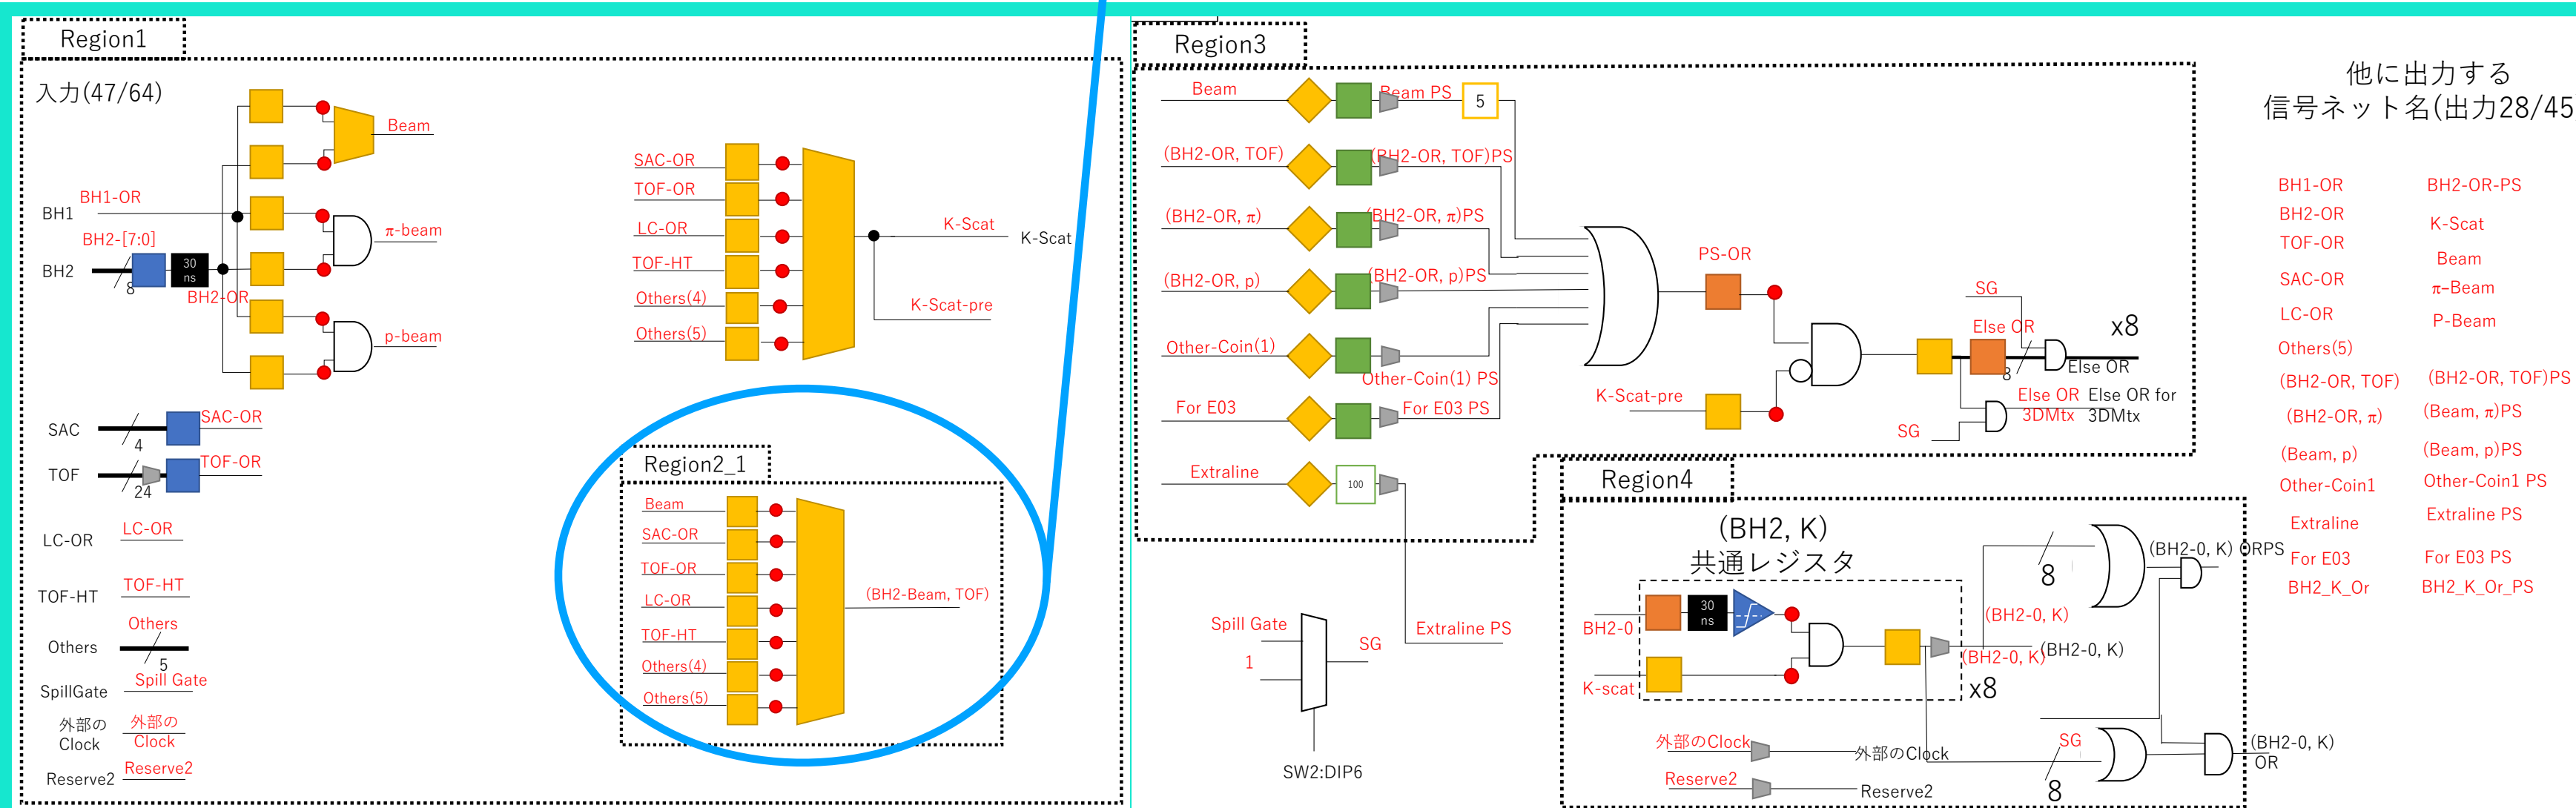 Region1
入力(47/64)
Beam
BH1-OR
BH1
π-beam
BH2-[7:0]
BH2
8
30
ns
BH2-OR
p-beam
SAC
4
SAC-OR
TOF
24
TOF-OR
LC-OR
LC-OR
TOF-HT
TOF-HT
Others
Others
5
SpillGate
Spill Gate
外部の
Clock
外部の
Clock
Reserve2
Reserve2
SAC-OR
TOF-OR
LC-OR
TOF-HT
Others(4)
Others(5)
K-Scat
K-Scat
K-Scat-pre
Region2_1
Beam
SAC-OR
TOF-OR
LC-OR
TOF-HT
Others(4)
Others(5)
(BH2-Beam, TOF)
Region3
Beam
Beam PS
5
(BH2-OR, TOF)
(BH2-OR, TOF)PS
(BH2-OR, π)
(BH2-OR, π)PS
(BH2-OR, p)
(BH2-OR, p)PS
Other-Coin(1)
Other-Coin(1) PS
For E03
For E03 PS
Extraline
100
Extraline PS
PS-OR
K-Scat-pre
SG
Else OR
8
x8
Else OR
Else OR
3DMtx
Else OR for
3DMtx
SG
Spill Gate
1
SG
SW2:DIP6
Region4
(BH2, K)
共通レジスタ
BH2-0
30
ns
K-scat
(BH2-0, K)
(BH2-0, K)
(BH2-0, K)
x8
8
(BH2-0, K) ORPS
SG
8
(BH2-0, K)
OR
外部のClock
外部のClock
Reserve2
Reserve2
他に出力する
信号ネット名(出力28/45
BH1-OR
BH2-OR-PS
BH2-OR
K-Scat
TOF-OR
Beam
SAC-OR
π-Beam
LC-OR
P-Beam
Others(5)
(BH2-OR, TOF)
(BH2-OR, TOF)PS
(BH2-OR, π)
(Beam, π)PS
(Beam, p)
(Beam, p)PS
Other-Coin1
Other-Coin1 PS
Extraline
Extraline PS
For E03
For E03 PS
BH2_K_Or
BH2_K_Or_PS